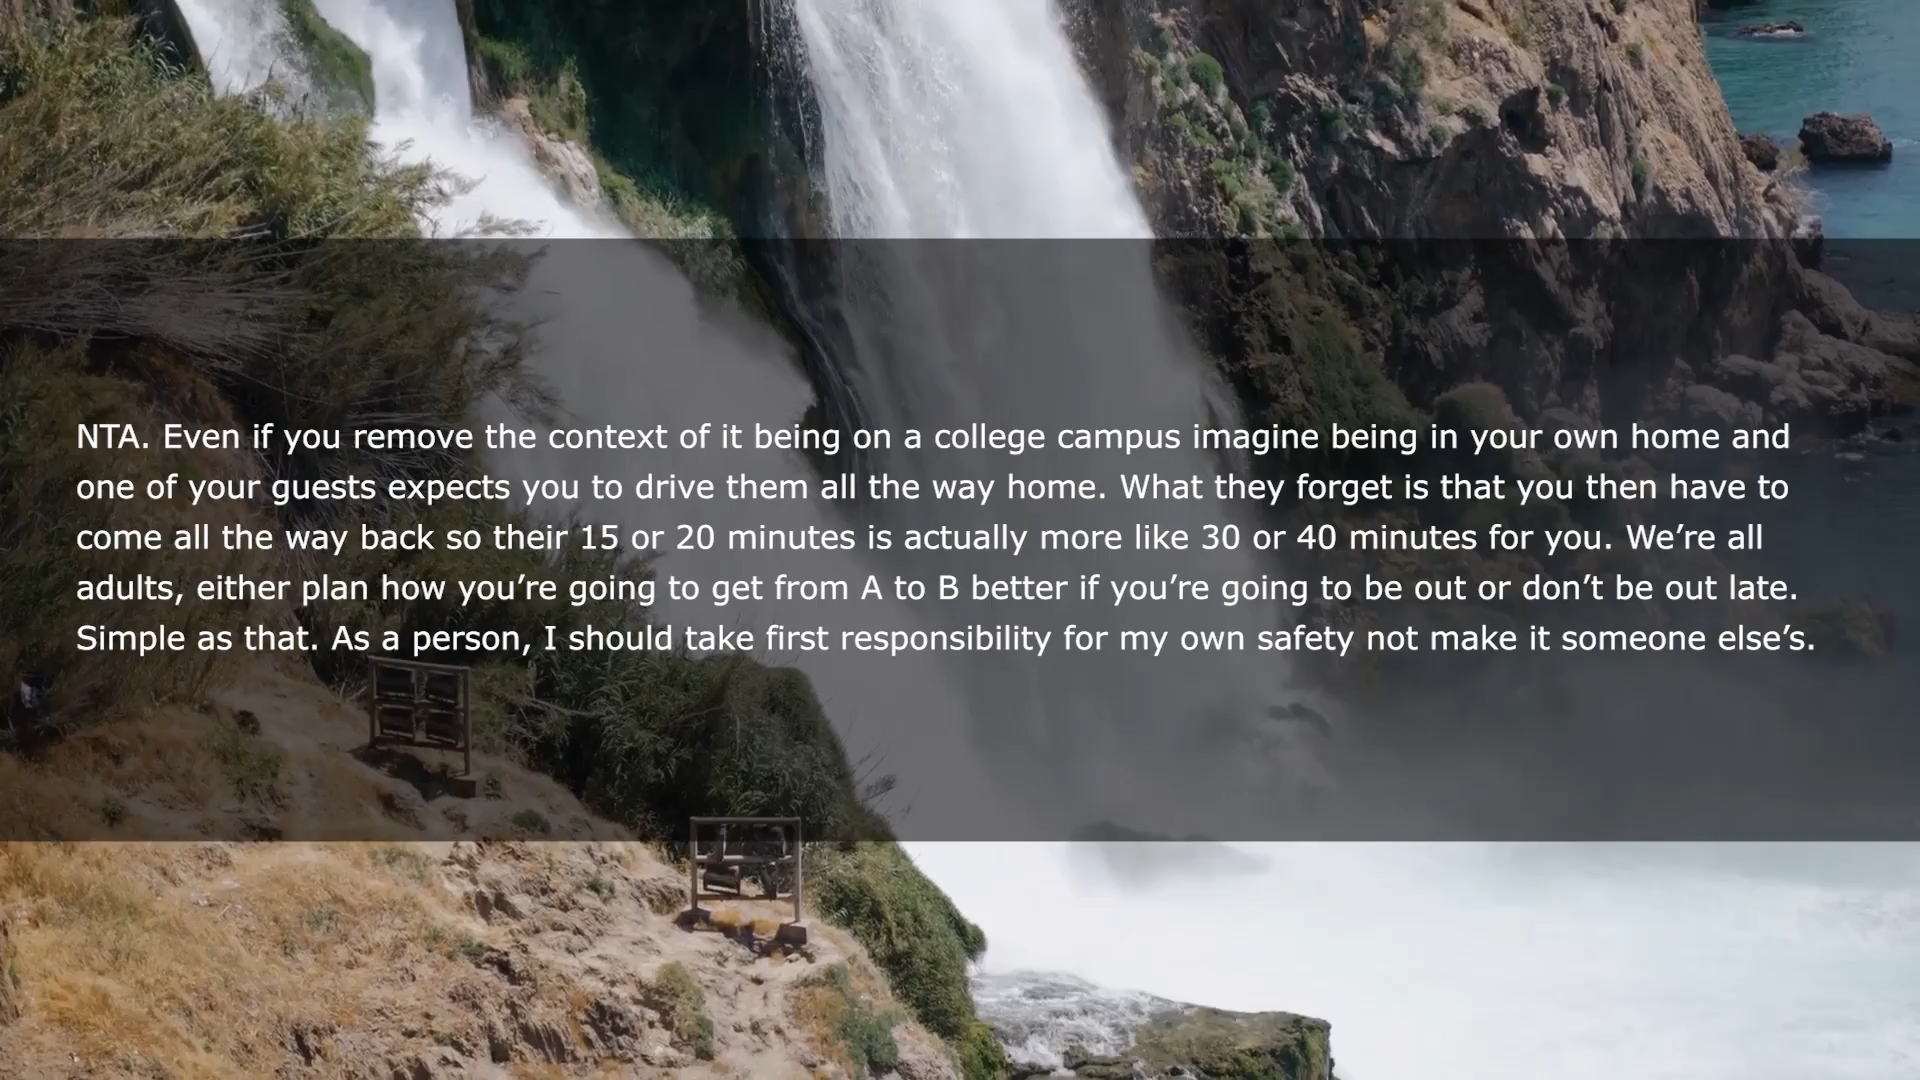 NTA. Even if you remove the context of it being on a college campus imagine being in your own home and
one of your guests expects you to drive them all the way home. What they forget is that you then have to
come all the way back so their 15 or 20 minutes is actually more like 30 or 40 minutes for you. We’re all
adults, either plan how you’re going to get from A to B better if you’re going to be out or don’t be out late.
Simple as that. As a person, I should take first responsibility for my own safety not make it someone else’s.